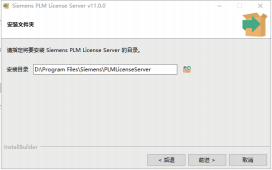 Siemens PLM License Server v11.0.0
安装文件夹
请指定将要安装 Siemens PLM License Server 的目录。
安装目录 D:\Program Files\Siemens\PLMLicenseServer
InstallBuilder
< 后退 前进 > 取消